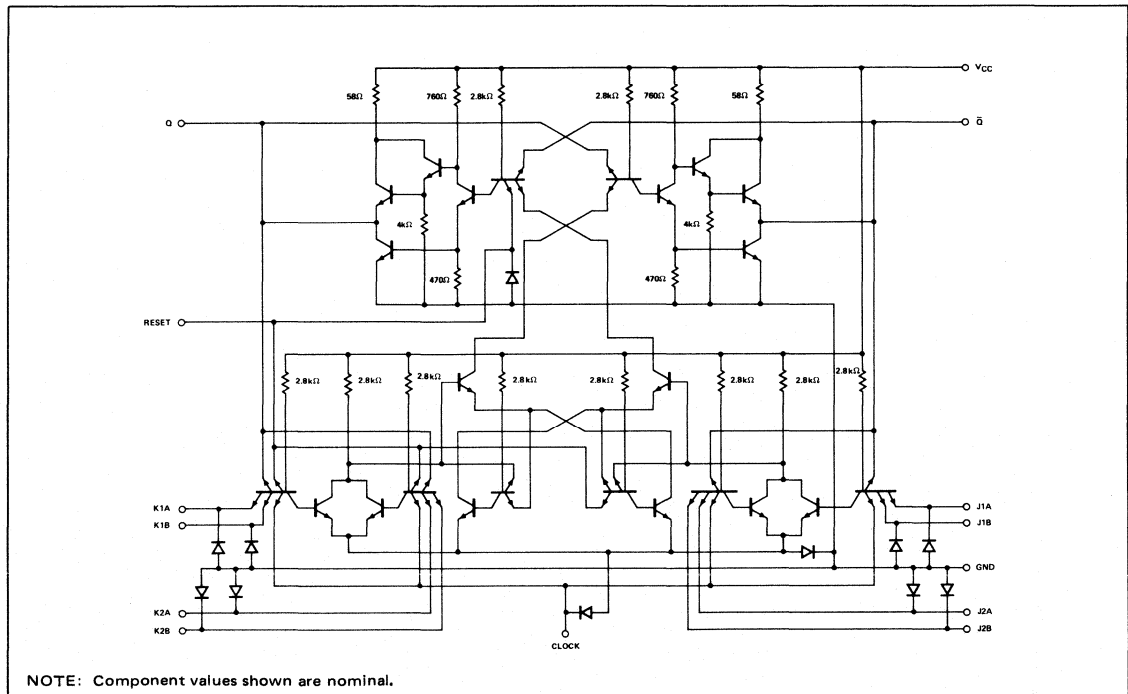 VCC
58Ω 760Ω 2.8kΩ 2.8kΩ 760Ω 58Ω
Q Q̄
4kΩ 4kΩ
470Ω 470Ω
RESET
2.8kΩ 2.8kΩ 2.8kΩ 2.8kΩ 2.8kΩ 2.8kΩ 2.8kΩ 2.8kΩ
K1A J1A
K1B J1B
GND
K2A J2A
K2B J2B
CLOCK
NOTE: Component values shown are nominal.